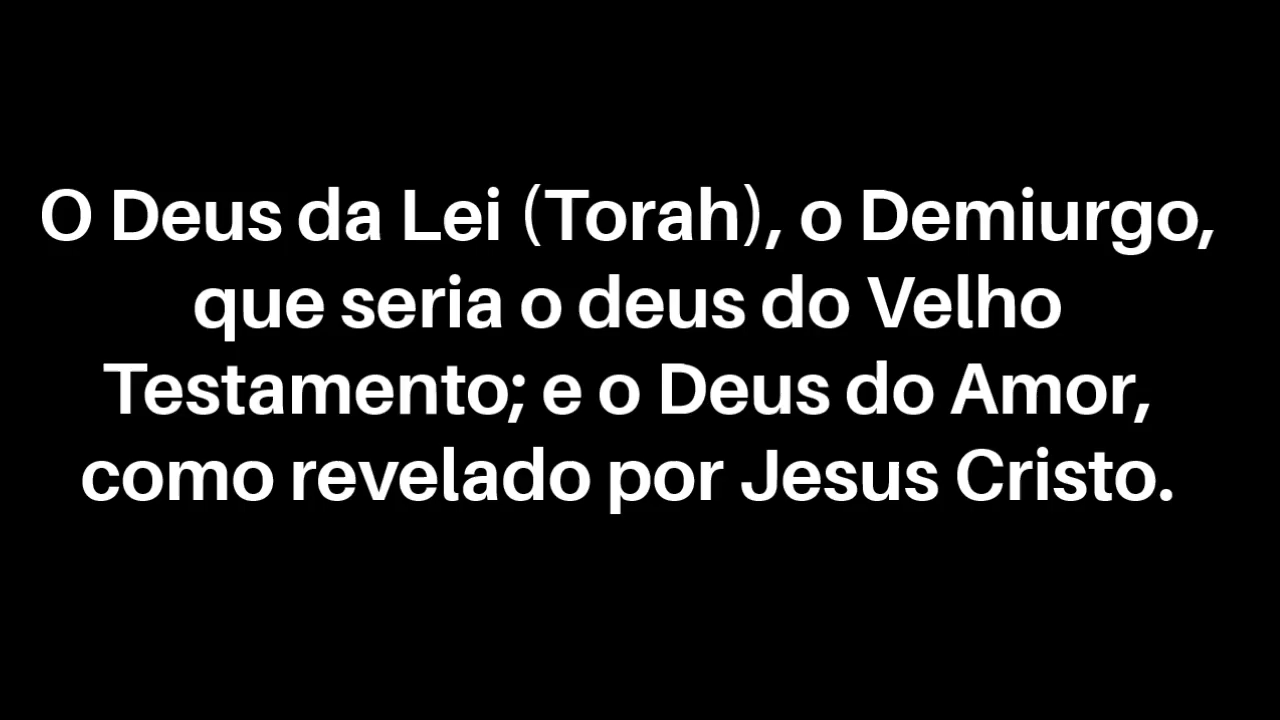 O Deus da Lei (Torah), o Demiurgo,
que seria o deus do Velho
Testamento; e o Deus do Amor,
como revelado por Jesus Cristo.